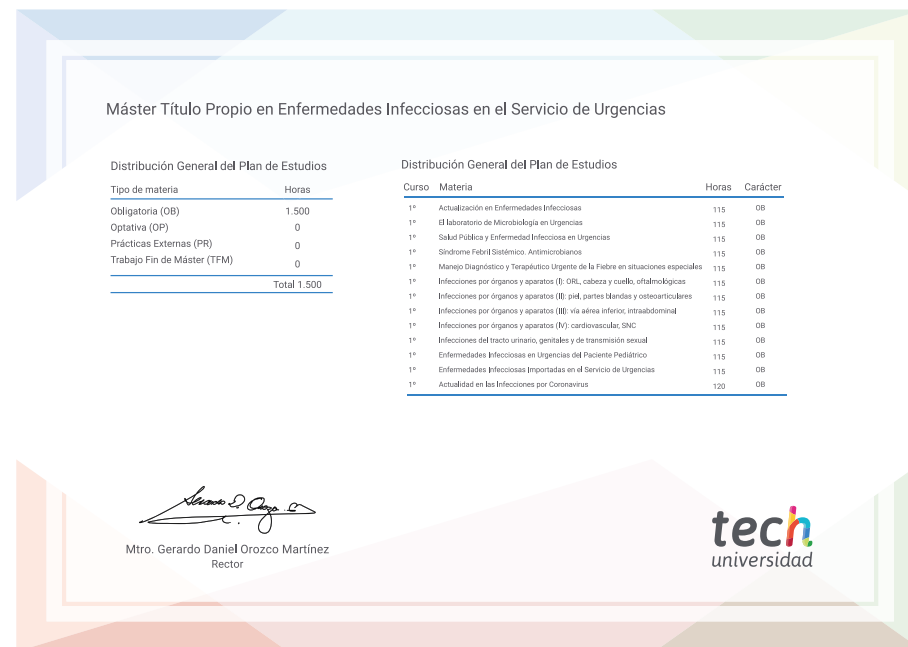 Máster Título Propio en Enfermedades Infecciosas en el Servicio de Urgencias
Distribución General del Plan de Estudios
Tipo de materia Horas
Obligatoria (OB) 1.500
Optativa (OP) 0
Prácticas Externas (PR) 0
Trabajo Fin de Máster (TFM) 0
Total 1.500
Distribución General del Plan de Estudios
Curso Materia Horas Carácter
1º Actualización en Enfermedades Infecciosas 115 OB
1º El laboratorio de Microbiología en Urgencias 115 OB
1º Salud Pública y Enfermedad Infecciosa en Urgencias 115 OB
1º Síndrome Febril Sistémico. Antimicrobianos 115 OB
1º Manejo Diagnóstico y Terapéutico Urgente de la Fiebre en situaciones especiales 115 OB
1º Infecciones por órganos y aparatos (I): ORL, cabeza y cuello, oftalmológicas 115 OB
1º Infecciones por órganos y aparatos (II): piel, partes blandas y osteoarticulares 115 OB
1º Infecciones por órganos y aparatos (III): vía aérea inferior, intraabdominal 115 OB
1º Infecciones por órganos y aparatos (IV): cardiovascular, SNC 115 OB
1º Infecciones del tracto urinario, genitales y de transmisión sexual 115 OB
1º Enfermedades Infecciosas en Urgencias del Paciente Pediátrico 115 OB
1º Enfermedades Infecciosas Importadas en el Servicio de Urgencias 115 OB
1º Actualidad en las Infecciones por Coronavirus 120 OB
Mtro. Gerardo Daniel Orozco Martínez
Rector
tech
universidad